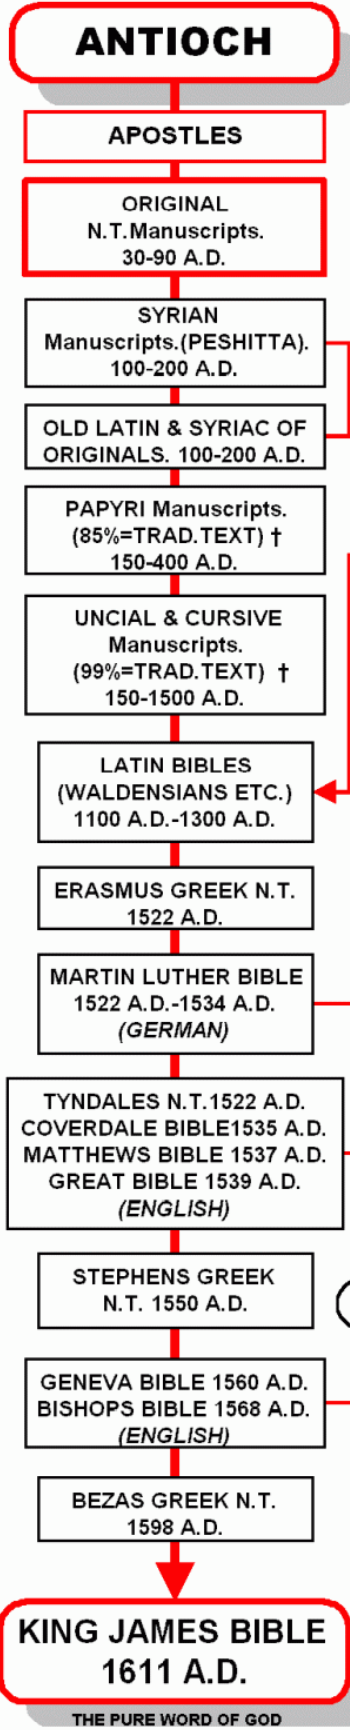 ANTIOCH
APOSTLES
ORIGINAL
N.T.Manuscripts.
30-90 A.D.
SYRIAN
Manuscripts.(PESHITTA).
100-200 A.D.
OLD LATIN & SYRIAC OF
ORIGINALS. 100-200 A.D.
PAPYRI Manuscripts.
(85%=TRAD.TEXT) †
150-400 A.D.
UNCIAL & CURSIVE
Manuscripts.
(99%=TRAD.TEXT) †
150-1500 A.D.
LATIN BIBLES
(WALDENSIANS ETC.)
1100 A.D.-1300 A.D.
ERASMUS GREEK N.T.
1522 A.D.
MARTIN LUTHER BIBLE
1522 A.D.-1534 A.D.
(GERMAN)
TYNDALES N.T.1522 A.D.
COVERDALE BIBLE1535 A.D.
MATTHEWS BIBLE 1537 A.D.
GREAT BIBLE 1539 A.D.
(ENGLISH)
STEPHENS GREEK
N.T. 1550 A.D.
GENEVA BIBLE 1560 A.D.
BISHOPS BIBLE 1568 A.D.
(ENGLISH)
BEZAS GREEK N.T.
1598 A.D.
KING JAMES BIBLE
1611 A.D.
THE PURE WORD OF GOD